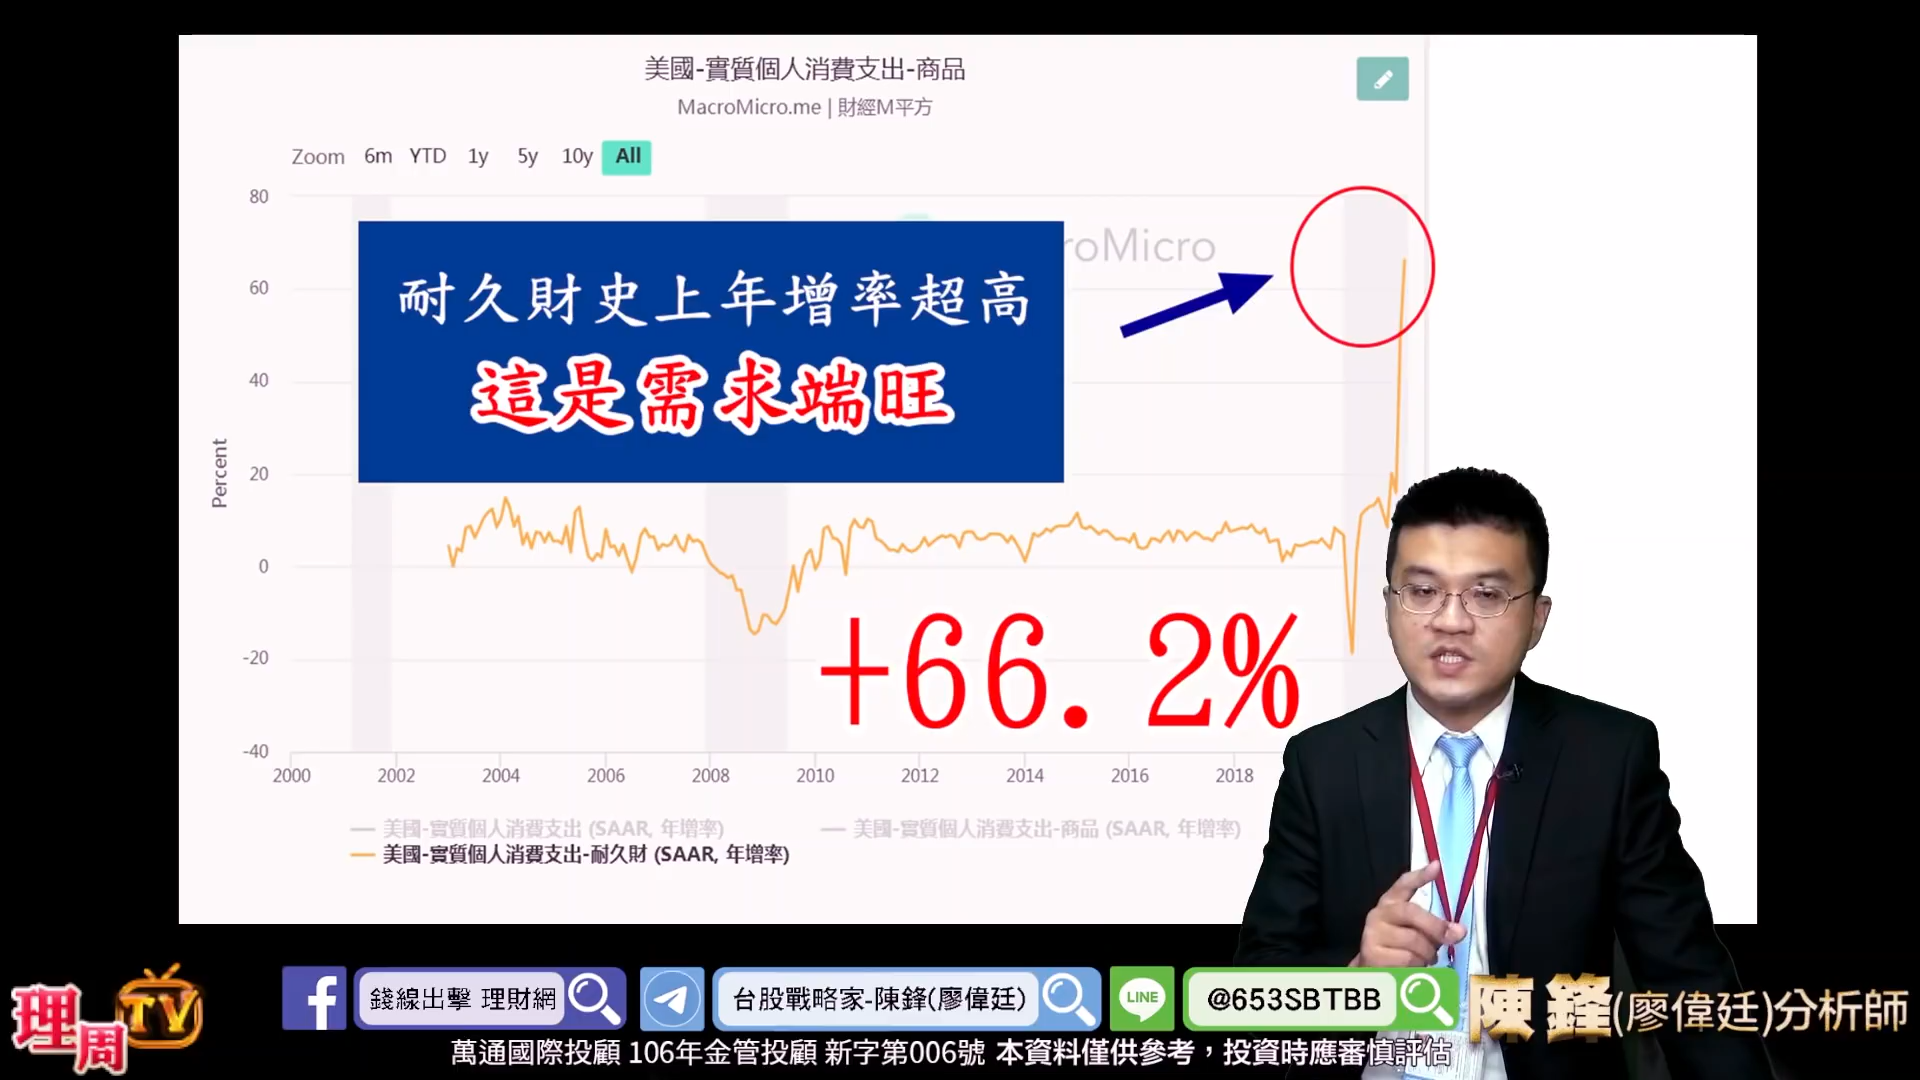 美國-實質個人消費支出-商品
MacroMicro.me | 財經M平方
Zoom 6m YTD 1y 5y 10y All
80
60
40
20
0
-20
-40
Percent
roMicro
耐久財史上年增率超高
這是需求端旺
+66.2%
2000 2002 2004 2006 2008 2010 2012 2014 2016 2018
美國-實質個人消費支出 (SAAR, 年增率)
美國-實質個人消費支出-商品 (SAAR, 年增率)
美國-實質個人消費支出-耐久財 (SAAR, 年增率)
理周TV
f 錢線出擊 理財網
台股戰略家-陳鋒(廖偉廷)
LINE @653SBTBB
陳鋒(廖偉廷)分析師
萬通國際投顧 106年金管投顧 新字第006號 本資料僅供參考，投資時應審慎評估